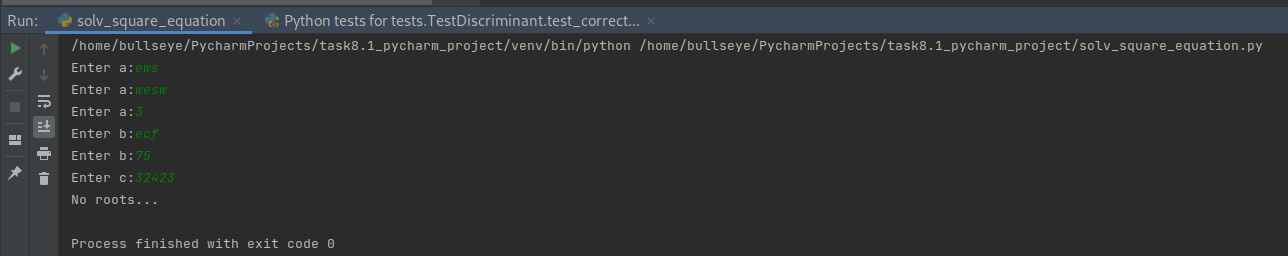 Run: solv_square_equation × Python tests for tests.TestDiscriminant.test_correct... ×
/home/bullseye/PycharmProjects/task8.1_pycharm_project/venv/bin/python /home/bullseye/PycharmProjects/task8.1_pycharm_project/solv_square_equation.py
Enter a:ews
Enter a:wesw
Enter a:3
Enter b:ecf
Enter b:75
Enter c:32423
No roots...
Process finished with exit code 0